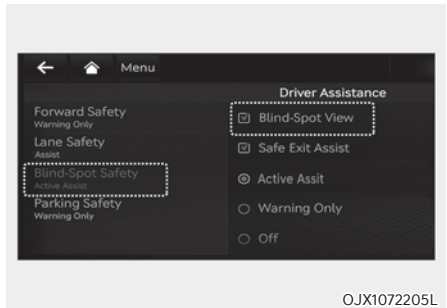 Menu
Driver Assistance
Forward Safety
Warning Only
Lane Safety
Assist
Blind-Spot Safety
Active Assist
Parking Safety
Warning Only
Blind-Spot View
Safe Exit Assist
Active Assit
Warning Only
Off
OJX1072205L